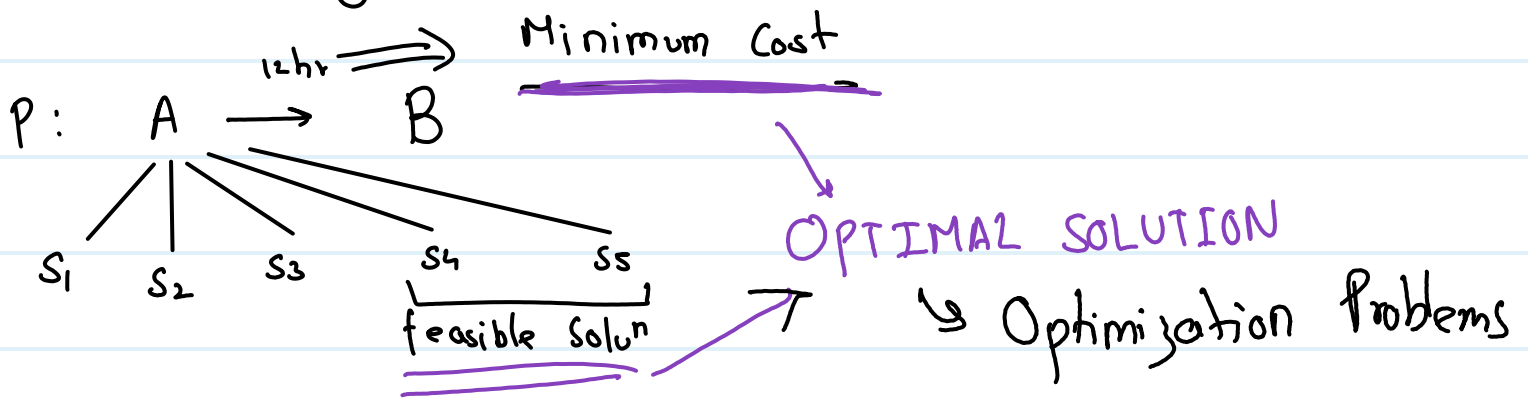 Minimum Cost
12hr
P: A → B
S1 S2 S3 S4 S5
OPTIMAL SOLUTION
feasible Soluⁿ
Optimization Problems